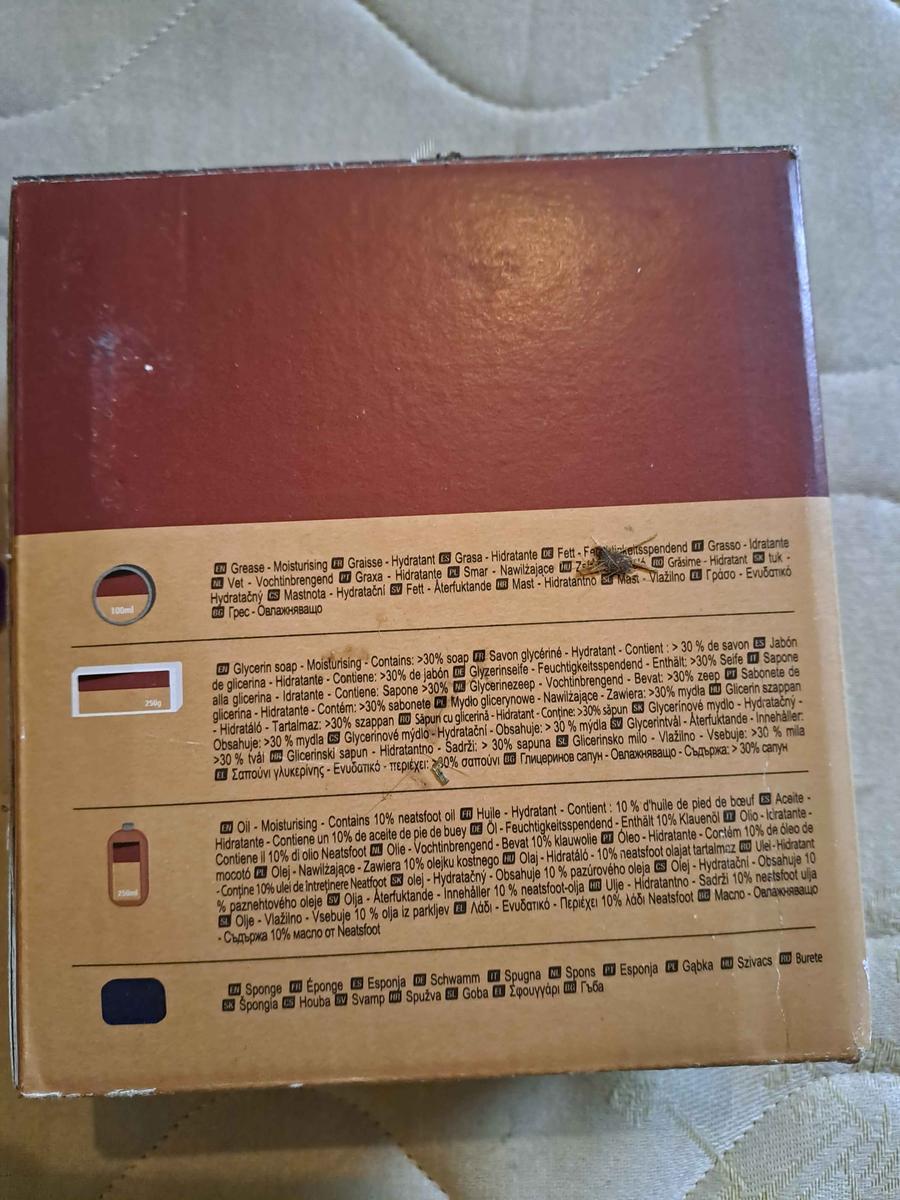 100ml
EN Grease - Moisturising FR Graisse - Hydratant ES Grasa - Hidratante DE Fett - IT Grasso - Idratante
NL Vet - Vochtinbrengend PT Graxa - Hidratante PL Smar - Nawilżające HU RO Grăsime - Hidratant SK tuk -
Hydratačný CS Mastnota - Hydratační SV Fett - Återfuktande HR Mast - Hidratantno SL Mast - Vlažilno EL Γράσο - Ενυδατικό
BG Грес - Овлажняващо
250g
EN Glycerin soap - Moisturising - Contains: >30% soap FR Savon glycériné - Hydratant - Contient : > 30 % de savon ES Jabón
de glicerina - Hidratante - Contiene: >30% de jabón DE Glyzerinseife - Feuchtigkeitsspendend - Enthält: >30% Seife IT Sapone
alla glicerina - Idratante - Contiene: Sapone >30% NL Glycerinezeep - Vochtinbrengend - Bevat: >30% zeep PT Sabonete de
glicerina - Hidratante - Contém: >30% sabonete PL Mydło glicerynowe - Nawilżające - Zawiera: >30% mydła HU Glicerin szappan
- Hidratáló - Tartalmaz: >30% szappan RO Săpun cu glicerină - Hidratant - Conține: >30% săpun SK Glycerínové mydlo - Hydratačný -
Obsahuje: >30 % mydla CS Glycerinové mýdlo - Hydratační - Obsahuje: > 30 % mýdla SV Glycerintvål - Återfuktande - Innehåller:
>30 % tvål HR Glicerinski sapun - Hidratantno - Sadrži: > 30% sapuna SL Glicerinsko milo - Vlažilno - Vsebuje: >30 % mila
EL Σαπούνι γλυκερίνης - Ενυδατικό - περιέχει: >30% σαπούνι BG Глицеринов сапун - Овлажняващо - Съдържа: > 30% сапун
250ml
EN Oil - Moisturising - Contains 10% neatsfoot oil FR Huile - Hydratant - Contient : 10 % d'huile de pied de bœuf ES Aceite -
Hidratante - Contiene un 10% de aceite de pie de buey DE Öl - Feuchtigkeitsspendend - Enthält 10% Klauenöl IT Olio - Idratante -
Contiene il 10% di olio Neatsfoot NL Olie - Vochtinbrengend - Bevat 10% klauwolie PT Óleo - Hidratante - Contém 10% de óleo de
mocotó PL Olej - Nawilżające - Zawiera 10% olejku kostnego HU Olaj - Hidratáló - 10% neatsfoot olajat tartalmaz RO Ulei-Hidratant
-Conține 10% ulei de întreținere Neatfoot SK olej - Hydratačný - Obsahuje 10 % pazúrového oleja CS Olej - Hydratační - Obsahuje 10
% paznehtového oleje SV Olja - Återfuktande - Innehåller 10 % neatsfoot-olja HR Ulje - Hidratantno - Sadrži 10% neatsfoot ulja
SL Olje - Vlažilno - Vsebuje 10 % olja iz parkljev EL Λάδι - Ενυδατικό - Περιέχει 10% λάδι Neatsfoot BG Масло - Овлажняващо
- Съдържа 10% масло от Neatsfoot
EN Sponge FR Éponge ES Esponja DE Schwamm IT Spugna NL Spons PT Esponja PL Gąbka HU Szivacs RO Burete
SK Špongia CS Houba SV Svamp HR Spužva SL Goba EL Σφουγγάρι BG Гъба